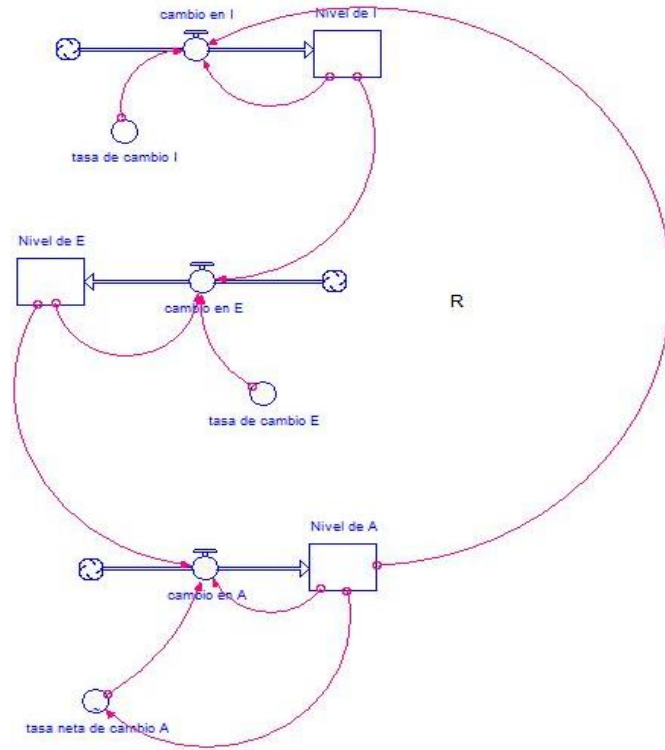 cambio en I
Nivel de I
tasa de cambio I
Nivel de E
cambio en E
R
tasa de cambio E
Nivel de A
cambio en A
tasa neta de cambio A